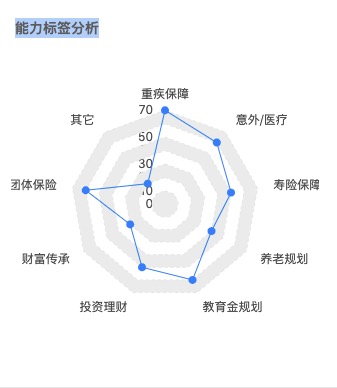 能力标签分析
重疾保障
70
其它
意外/医疗
50
30
团体保险
寿险保障
10
0
财富传承
养老规划
投资理财
教育金规划